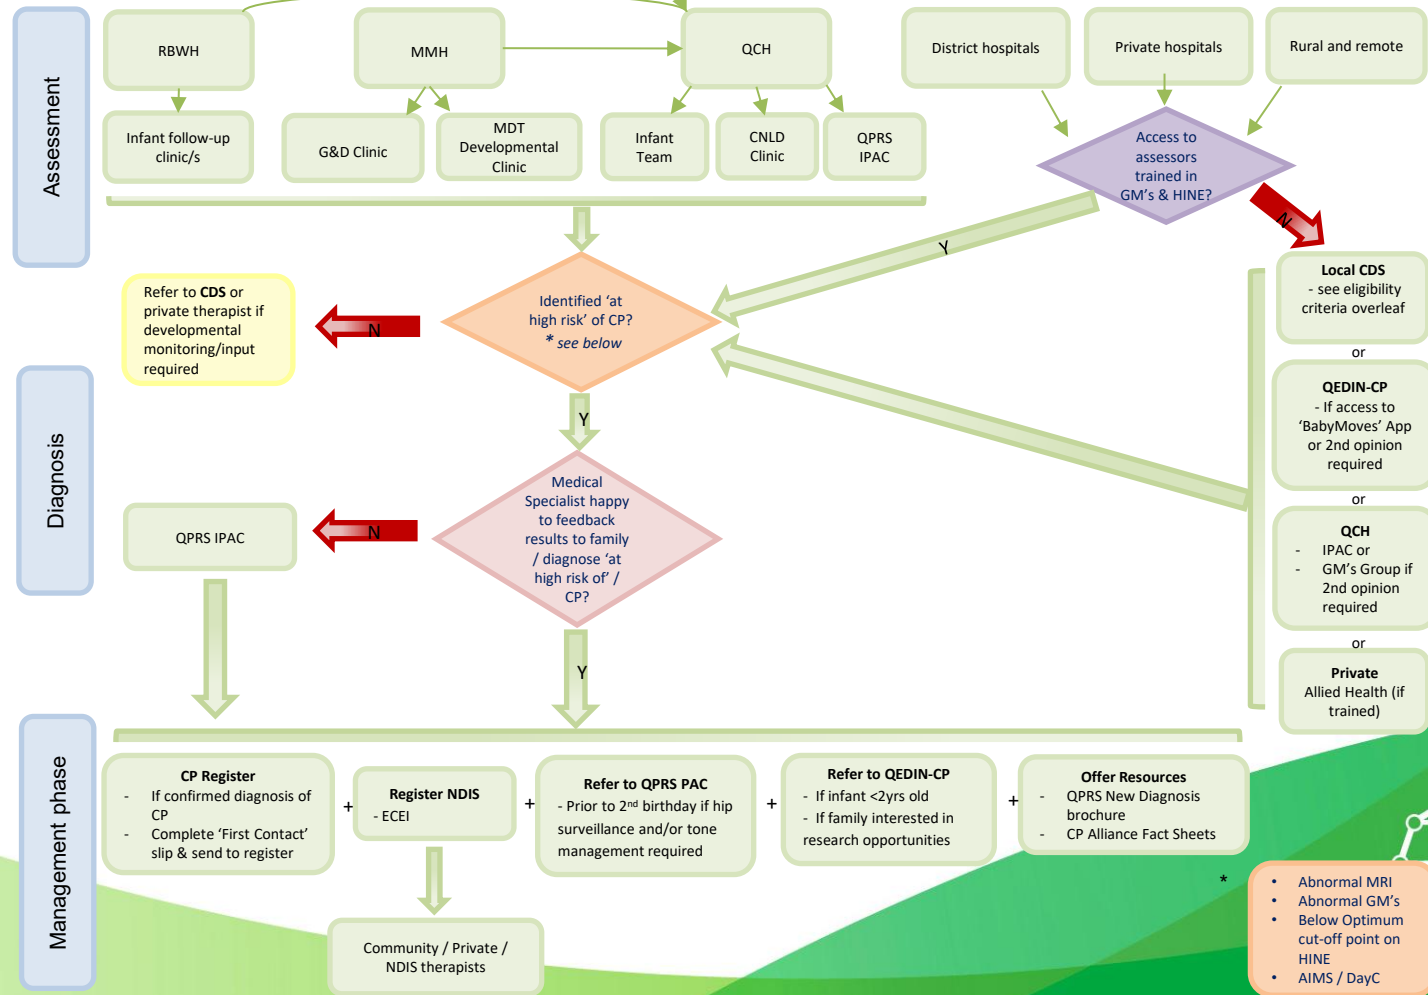 Assessment
RBWH
MMH
QCH
District hospitals
Private hospitals
Rural and remote
Infant follow-up
clinic/s
G&D Clinic
MDT
Developmental
Clinic
Infant
Team
CNLD
Clinic
QPRS
IPAC
Access to
assessors
trained in
GM's & HINE?
N
Y
Local CDS
- see eligibility
criteria overleaf
or
QEDIN-CP
- If access to
‘BabyMoves’ App
or 2nd opinion
required
or
QCH
- IPAC or
- GM's Group if
2nd opinion
required
or
Private
Allied Health (if
trained)
Identified ‘at
high risk’ of CP?
* see below
N
Refer to CDS or
private therapist if
developmental
monitoring/input
required
Y
Diagnosis
Medical
Specialist happy
to feedback
results to family
/ diagnose ‘at
high risk of’ /
CP?
N
QPRS IPAC
Y
Management phase
CP Register
- If confirmed diagnosis of
CP
- Complete ‘First Contact’
slip & send to register
+
Register NDIS
- ECEI
+
Refer to QPRS PAC
- Prior to 2nd birthday if hip
surveillance and/or tone
management required
+
Refer to QEDIN-CP
- If infant <2yrs old
- If family interested in
research opportunities
+
Offer Resources
- QPRS New Diagnosis
brochure
- CP Alliance Fact Sheets
Community / Private /
NDIS therapists
*
• Abnormal MRI
• Abnormal GM's
• Below Optimum
cut-off point on
HINE
• AIMS / DayC